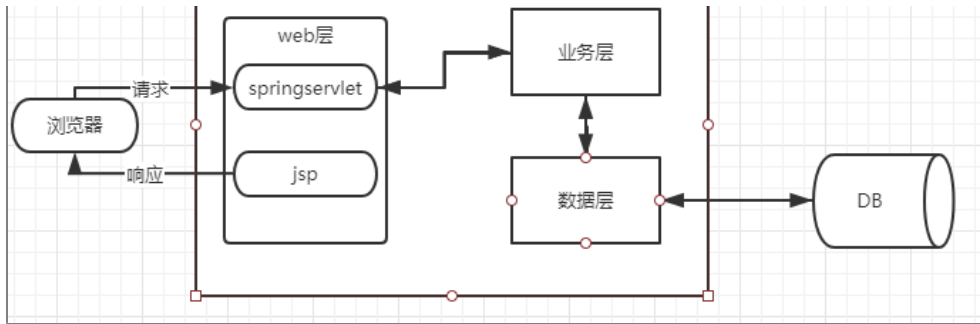 web层
业务层
请求
springservlet
浏览器
响应
jsp
数据层
DB